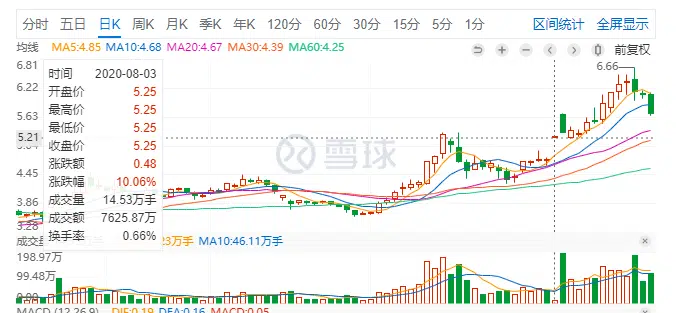 分时 五日 日K 周K 月K 季K 年K 120分 60分 30分 15分 5分 1分 区间统计 全屏显示
均线 MA5:4.85 MA10:4.68 MA20:4.67 MA30:4.39 MA60:4.25 前复权
6.81
6.22
5.63
5.21
4.45
3.86
3.28
6.66
时间 2020-08-03
开盘价 5.25
最高价 5.25
最低价 5.25
收盘价 5.25
涨跌额 0.48
涨跌幅 10.06%
成交量 14.53万手
成交额 7625.87万
换手率 0.66%
雪球
成交量 23万手 MA10:46.11万手
198.97万
99.48万
0.00
MACD (12,26,9) DIF:0.19 DEA:0.16 MACD:0.05